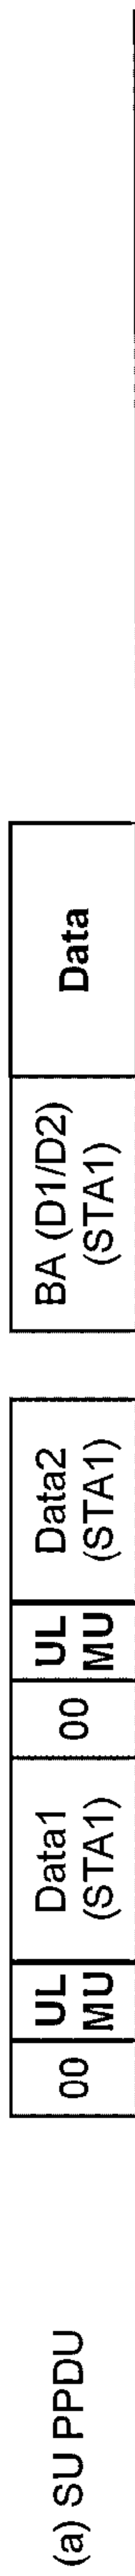 (a) SU PPDU
00
UL
MU
Data1
(STA1)
00
UL
MU
Data2
(STA1)
BA (D1/D2)
(STA1)
Data